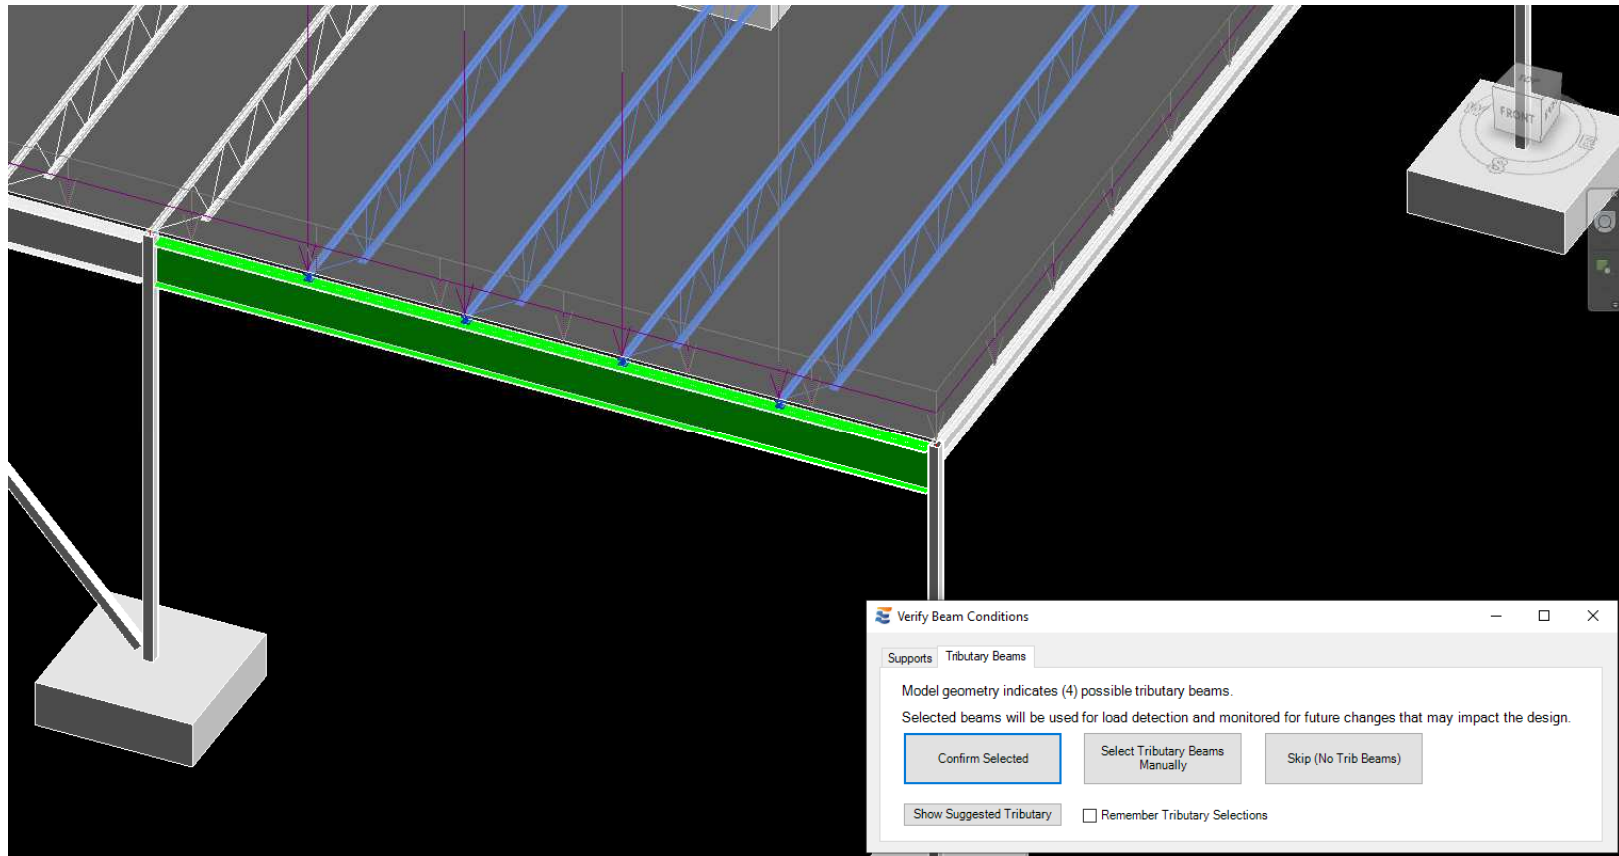 FRONT
S
Verify Beam Conditions
Supports
Tributary Beams
Model geometry indicates (4) possible tributary beams.
Selected beams will be used for load detection and monitored for future changes that may impact the design.
Confirm Selected
Select Tributary Beams
Manually
Skip (No Trib Beams)
Show Suggested Tributary
Remember Tributary Selections